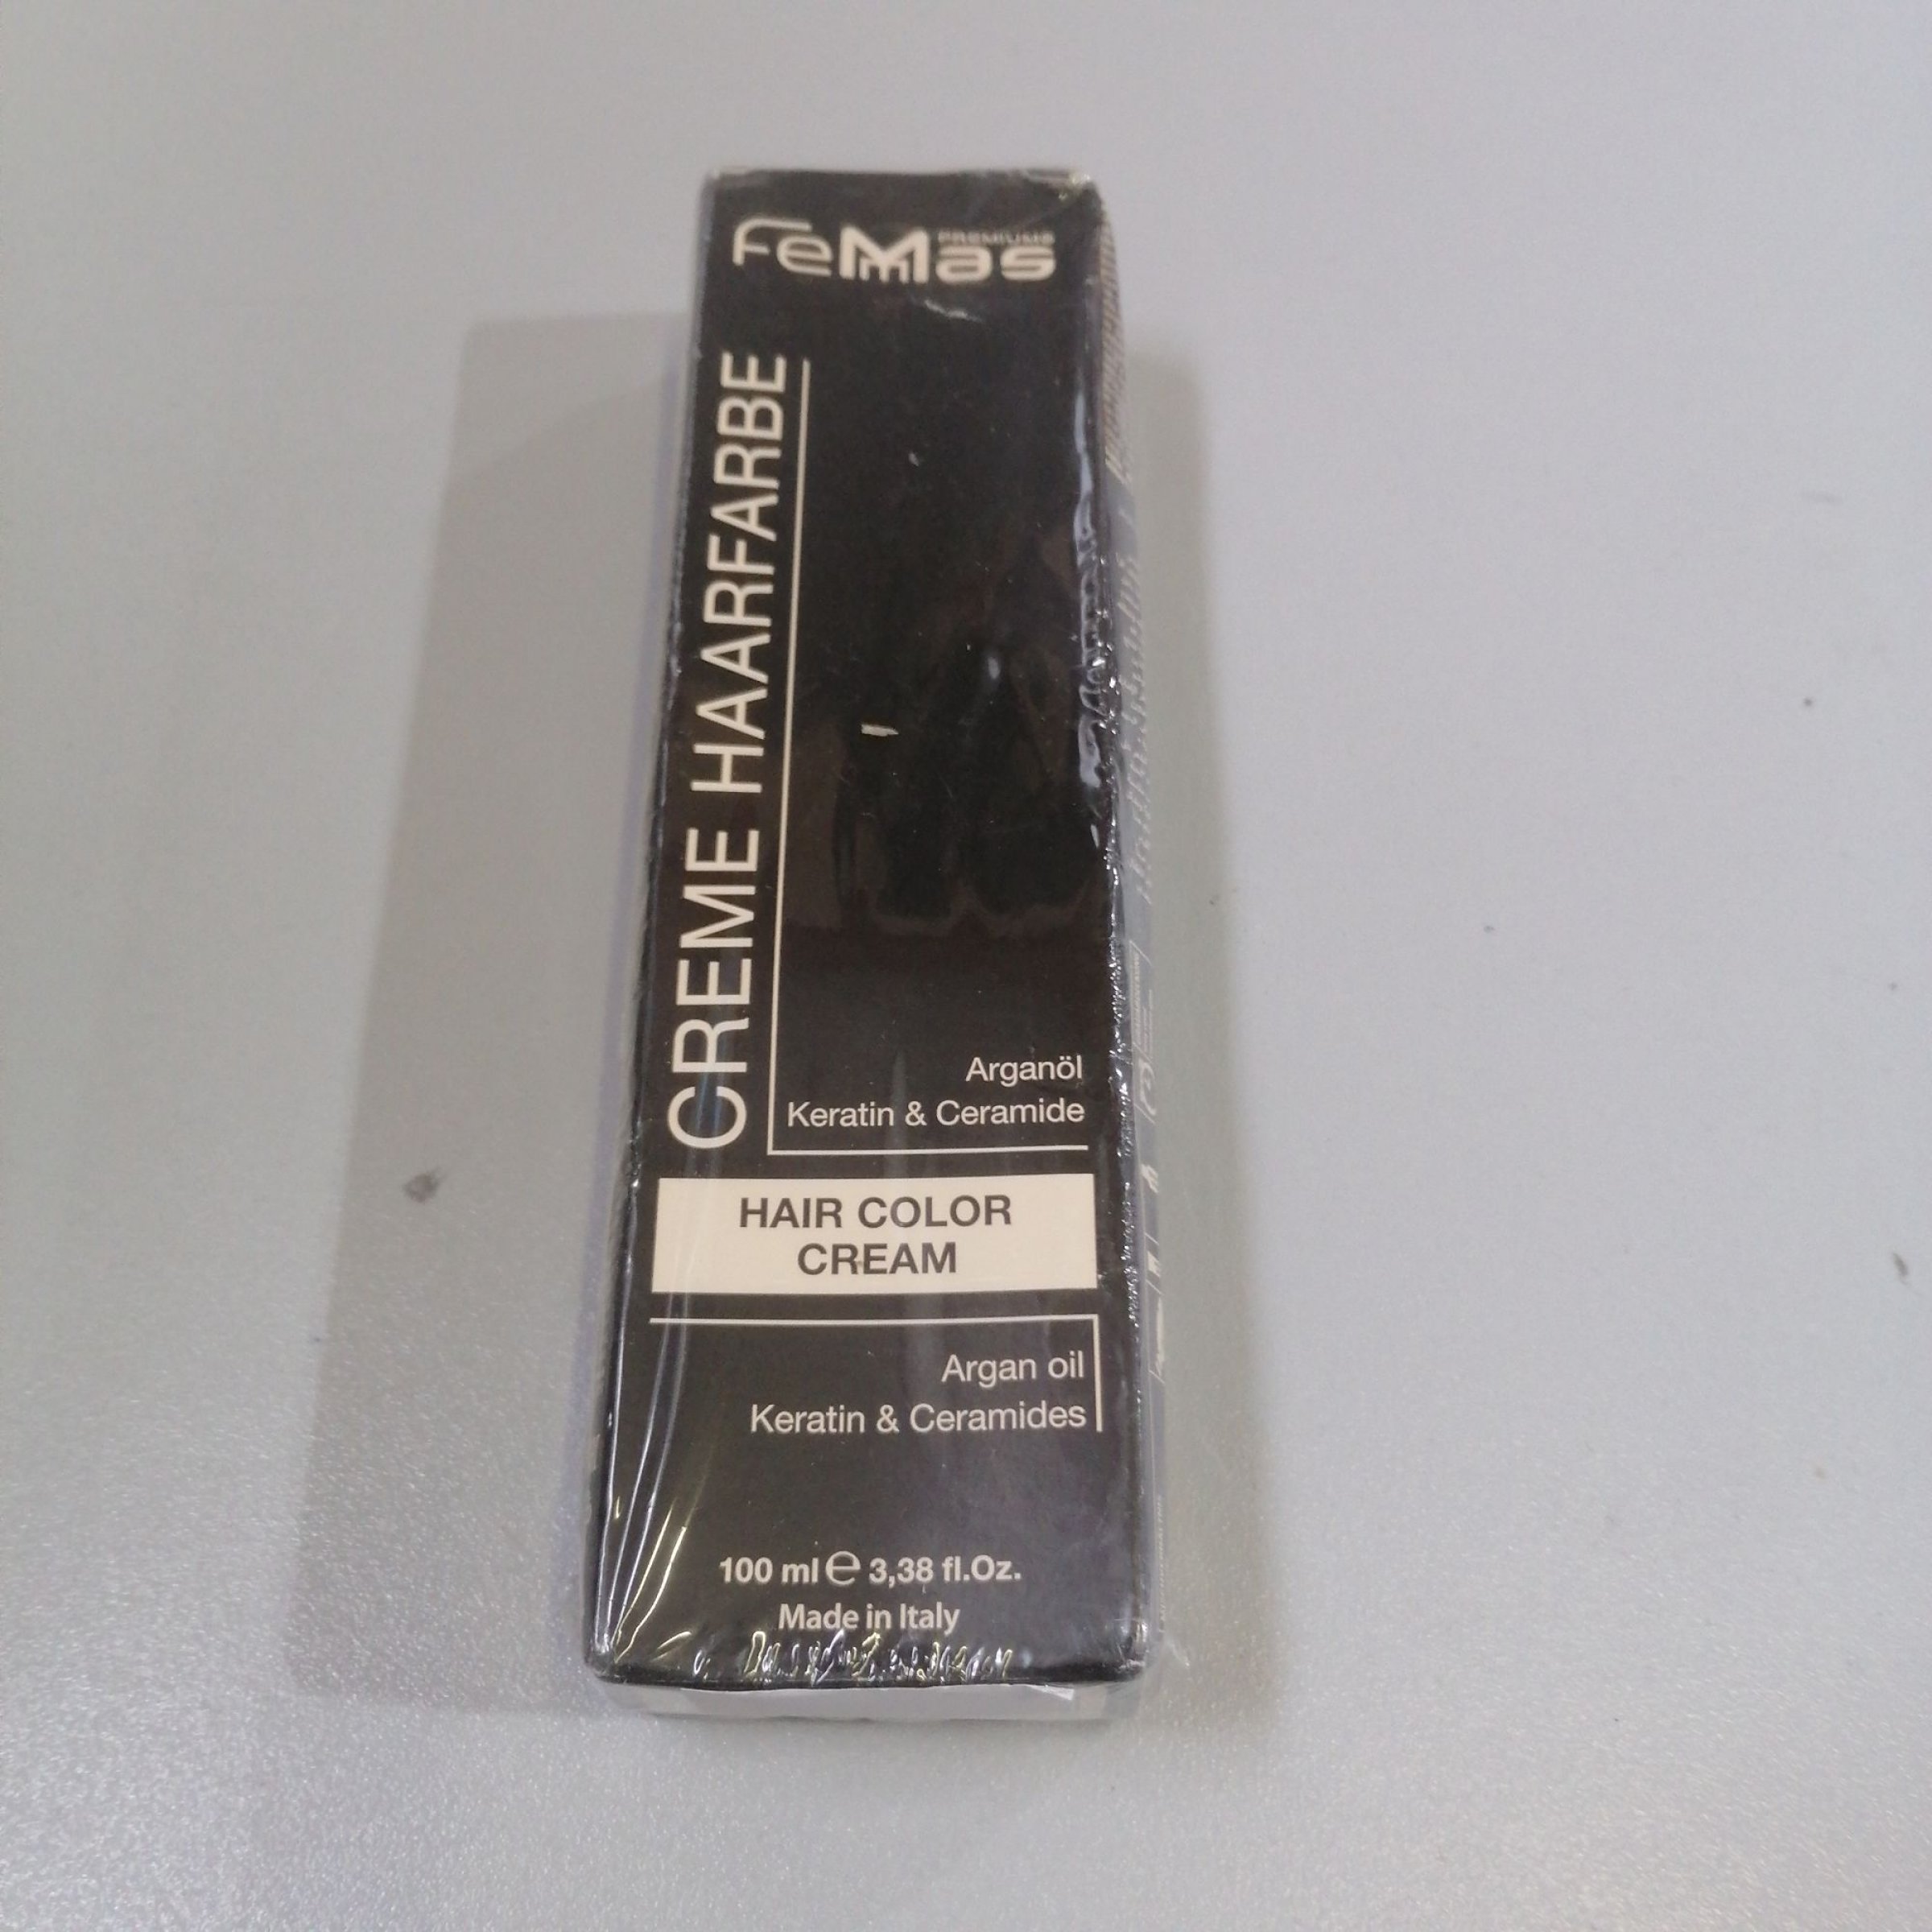 FemMas
PREMIUMS
CREME HAARFARBE
Arganöl
Keratin & Ceramide
HAIR COLOR
CREAM
Argan oil
Keratin & Ceramides
100 ml ℮ 3,38 fl.Oz.
Made in Italy